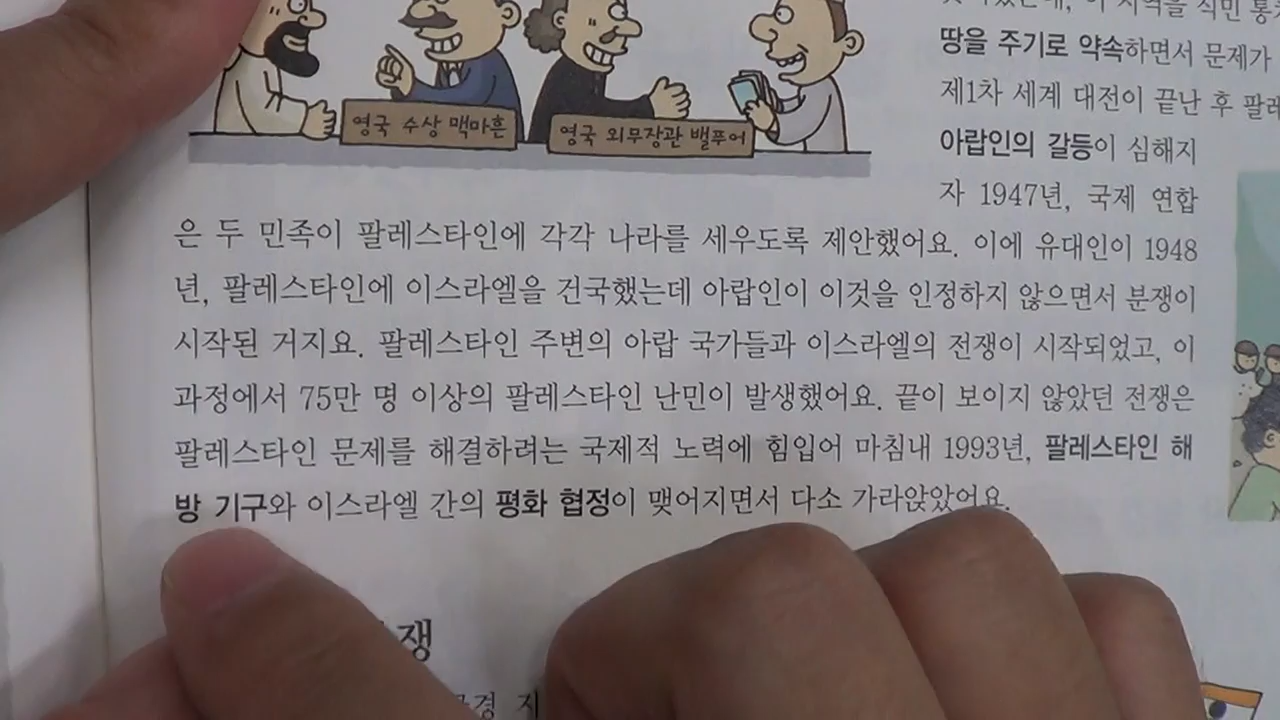 영국 수상 맥마흔
영국 외무장관 밸푸어
땅을 주기로 약속하면서 문제가
제1차 세계 대전이 끝난 후 팔레
아랍인의 갈등이 심해지
자 1947년, 국제 연합
은 두 민족이 팔레스타인에 각각 나라를 세우도록 제안했어요. 이에 유대인이 1948
년, 팔레스타인에 이스라엘을 건국했는데 아랍인이 이것을 인정하지 않으면서 분쟁이
시작된 거지요. 팔레스타인 주변의 아랍 국가들과 이스라엘의 전쟁이 시작되었고, 이
과정에서 75만 명 이상의 팔레스타인 난민이 발생했어요. 끝이 보이지 않았던 전쟁은
팔레스타인 문제를 해결하려는 국제적 노력에 힘입어 마침내 1993년, 팔레스타인 해
방 기구와 이스라엘 간의 평화 협정이 맺어지면서 다소 가라앉았어요.
쟁